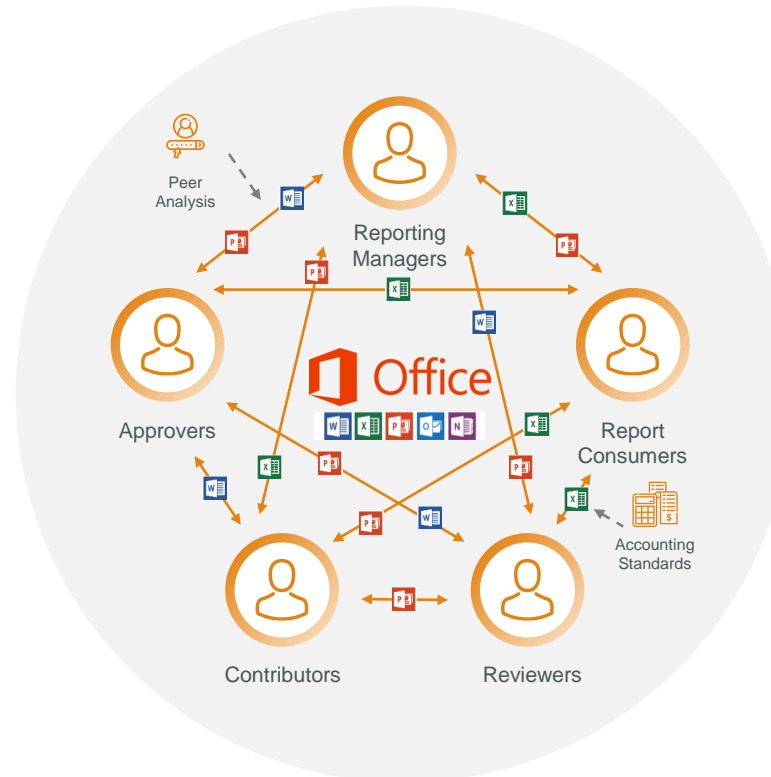 Peer
Analysis
Reporting
Managers
Office
Approvers
Report
Consumers
Accounting
Standards
Contributors
Reviewers